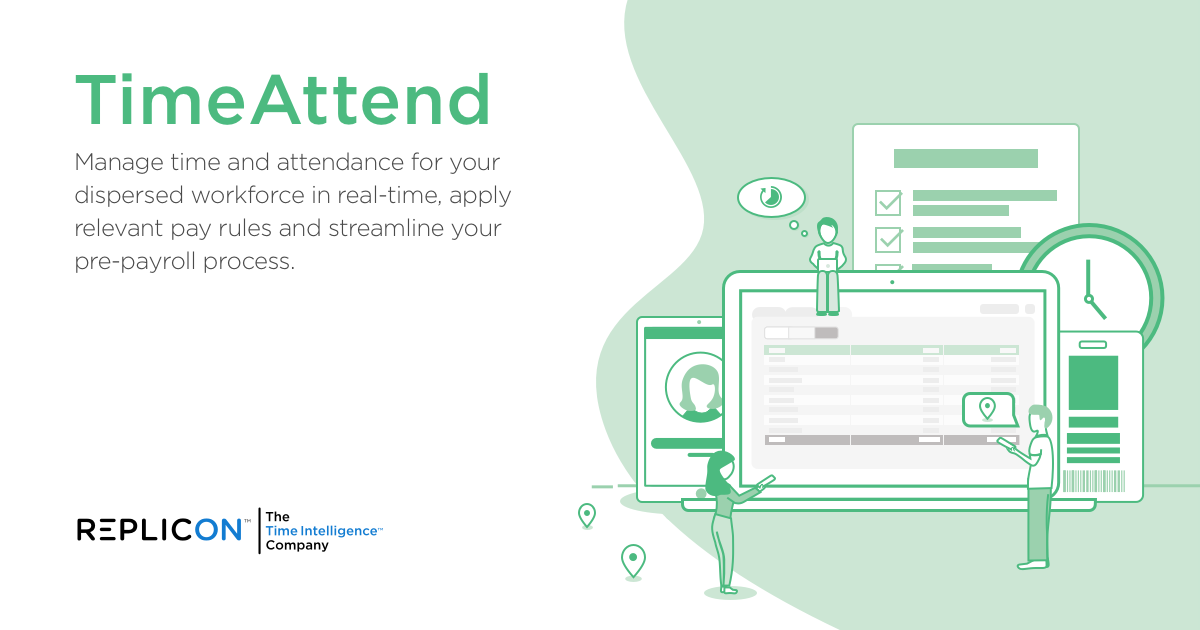 TimeAttend
Manage time and attendance for your
dispersed workforce in real-time, apply
relevant pay rules and streamline your
pre-payroll process.
REPLICON™
The
Time Intelligence™
Company